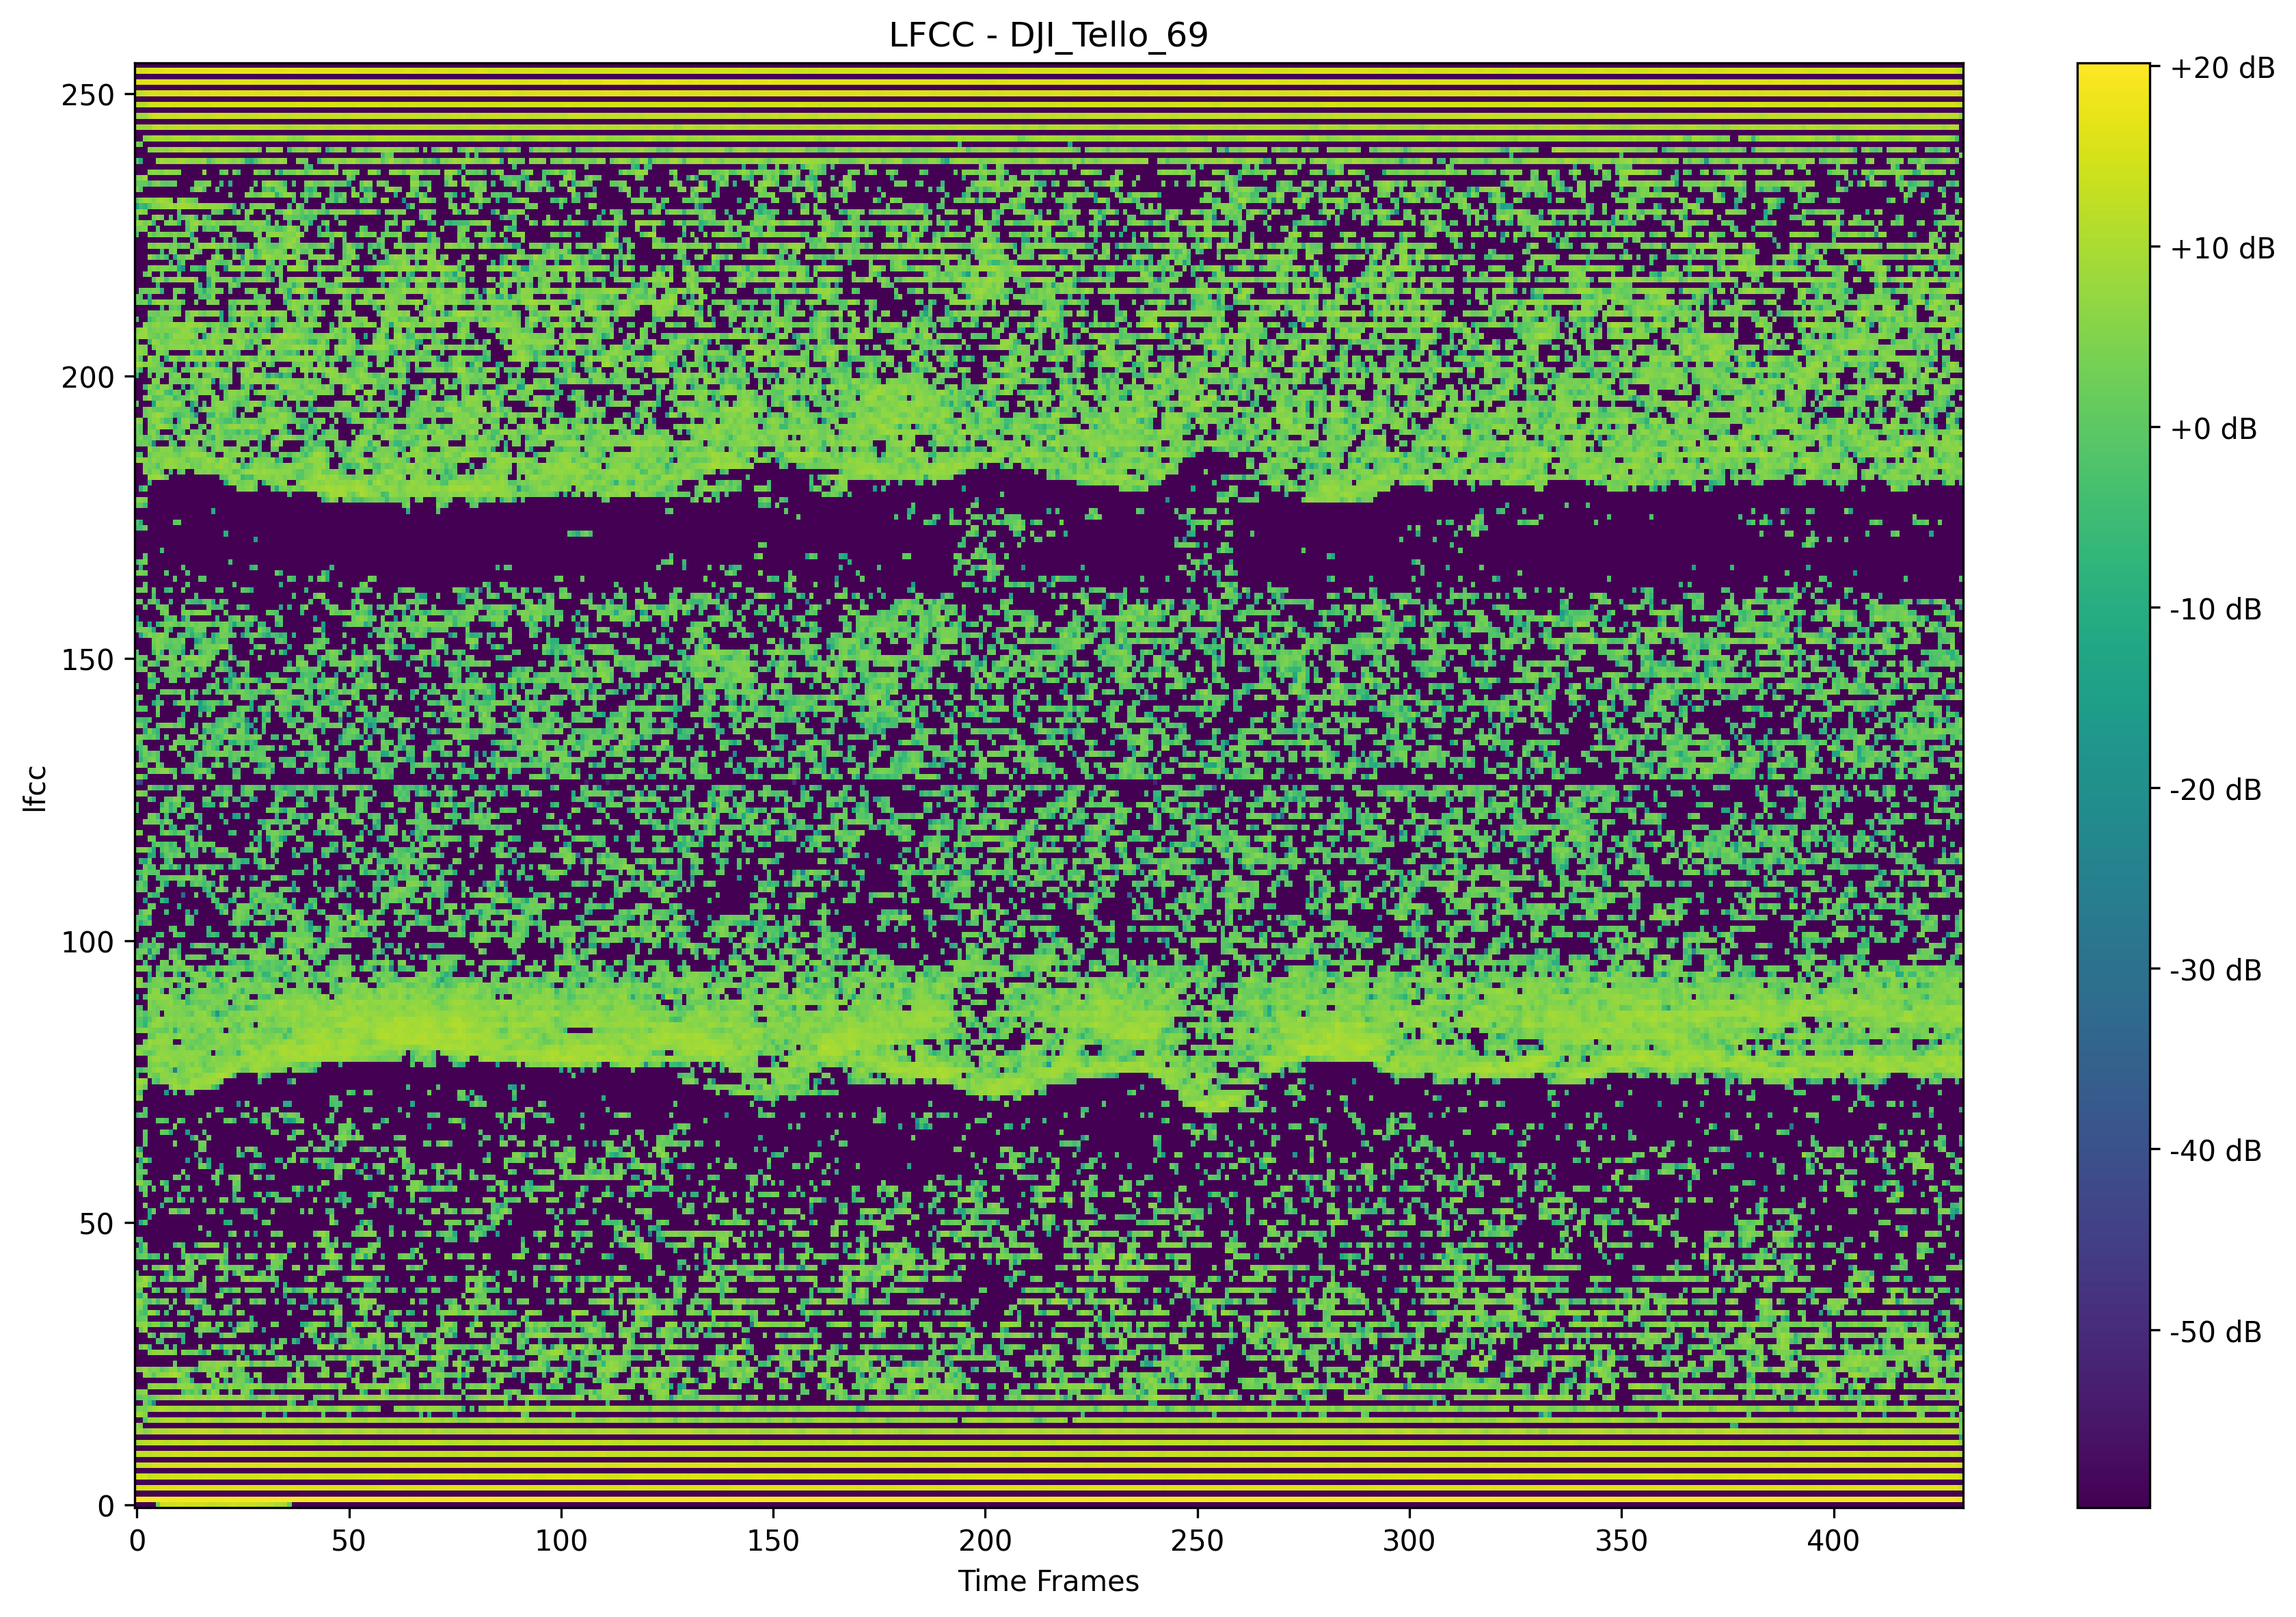 LFCC - DJI_Tello_69
+20 dB
+10 dB
+0 dB
-10 dB
-20 dB
-30 dB
-40 dB
-50 dB
250
200
150
100
50
0
lfcc
0 50 100 150 200 250 300 350 400
Time Frames